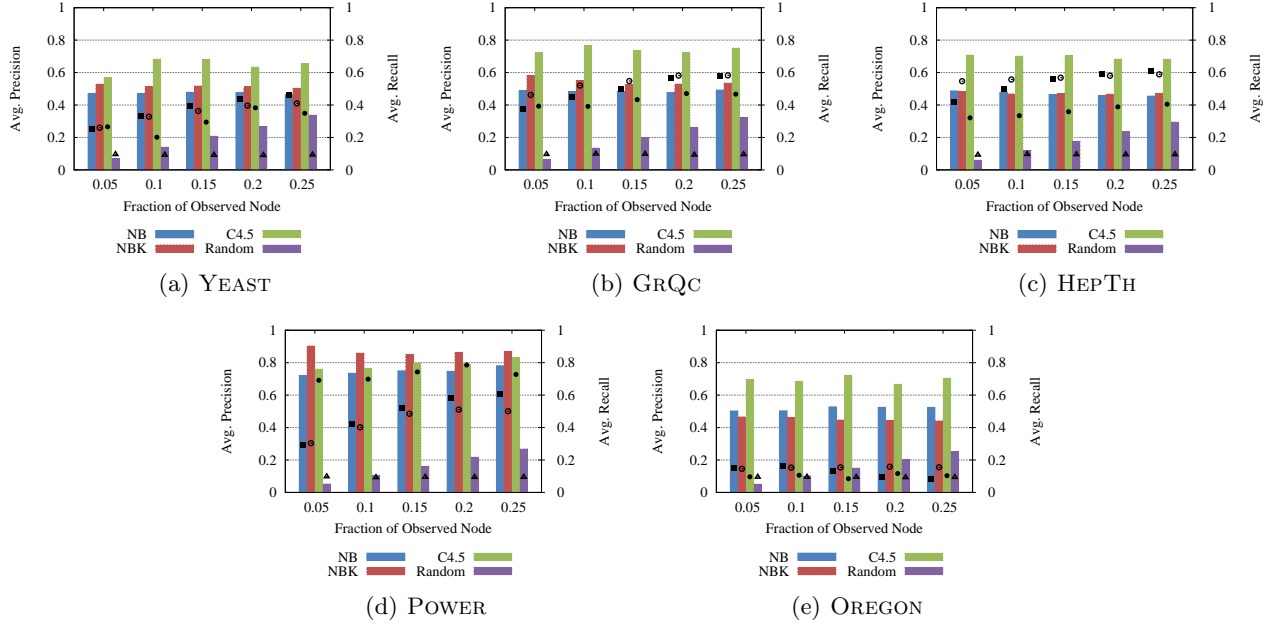 1 1 1 1 1 1
0.8 0.8 0.8 0.8 0.8 0.8
0.6 0.6 0.6 0.6 0.6 0.6
0.4 0.4 0.4 0.4 0.4 0.4
0.2 0.2 0.2 0.2 0.2 0.2
0 0 0 0 0 0
Avg. Precision Avg. Recall Avg. Precision Avg. Recall Avg. Precision Avg. Recall
0.05 0.1 0.15 0.2 0.25 0.05 0.1 0.15 0.2 0.25 0.05 0.1 0.15 0.2 0.25
Fraction of Observed Node Fraction of Observed Node Fraction of Observed Node
NB C4.5 NB C4.5 NB C4.5
NBK Random NBK Random NBK Random
(a) YEAST (b) GRQC (c) HEPTH
1 1 1 1
0.8 0.8 0.8 0.8
0.6 0.6 0.6 0.6
0.4 0.4 0.4 0.4
0.2 0.2 0.2 0.2
0 0 0 0
Avg. Precision Avg. Recall Avg. Precision Avg. Recall
0.05 0.1 0.15 0.2 0.25 0.05 0.1 0.15 0.2 0.25
Fraction of Observed Node Fraction of Observed Node
NB C4.5 NB C4.5
NBK Random NBK Random
(d) POWER (e) OREGON